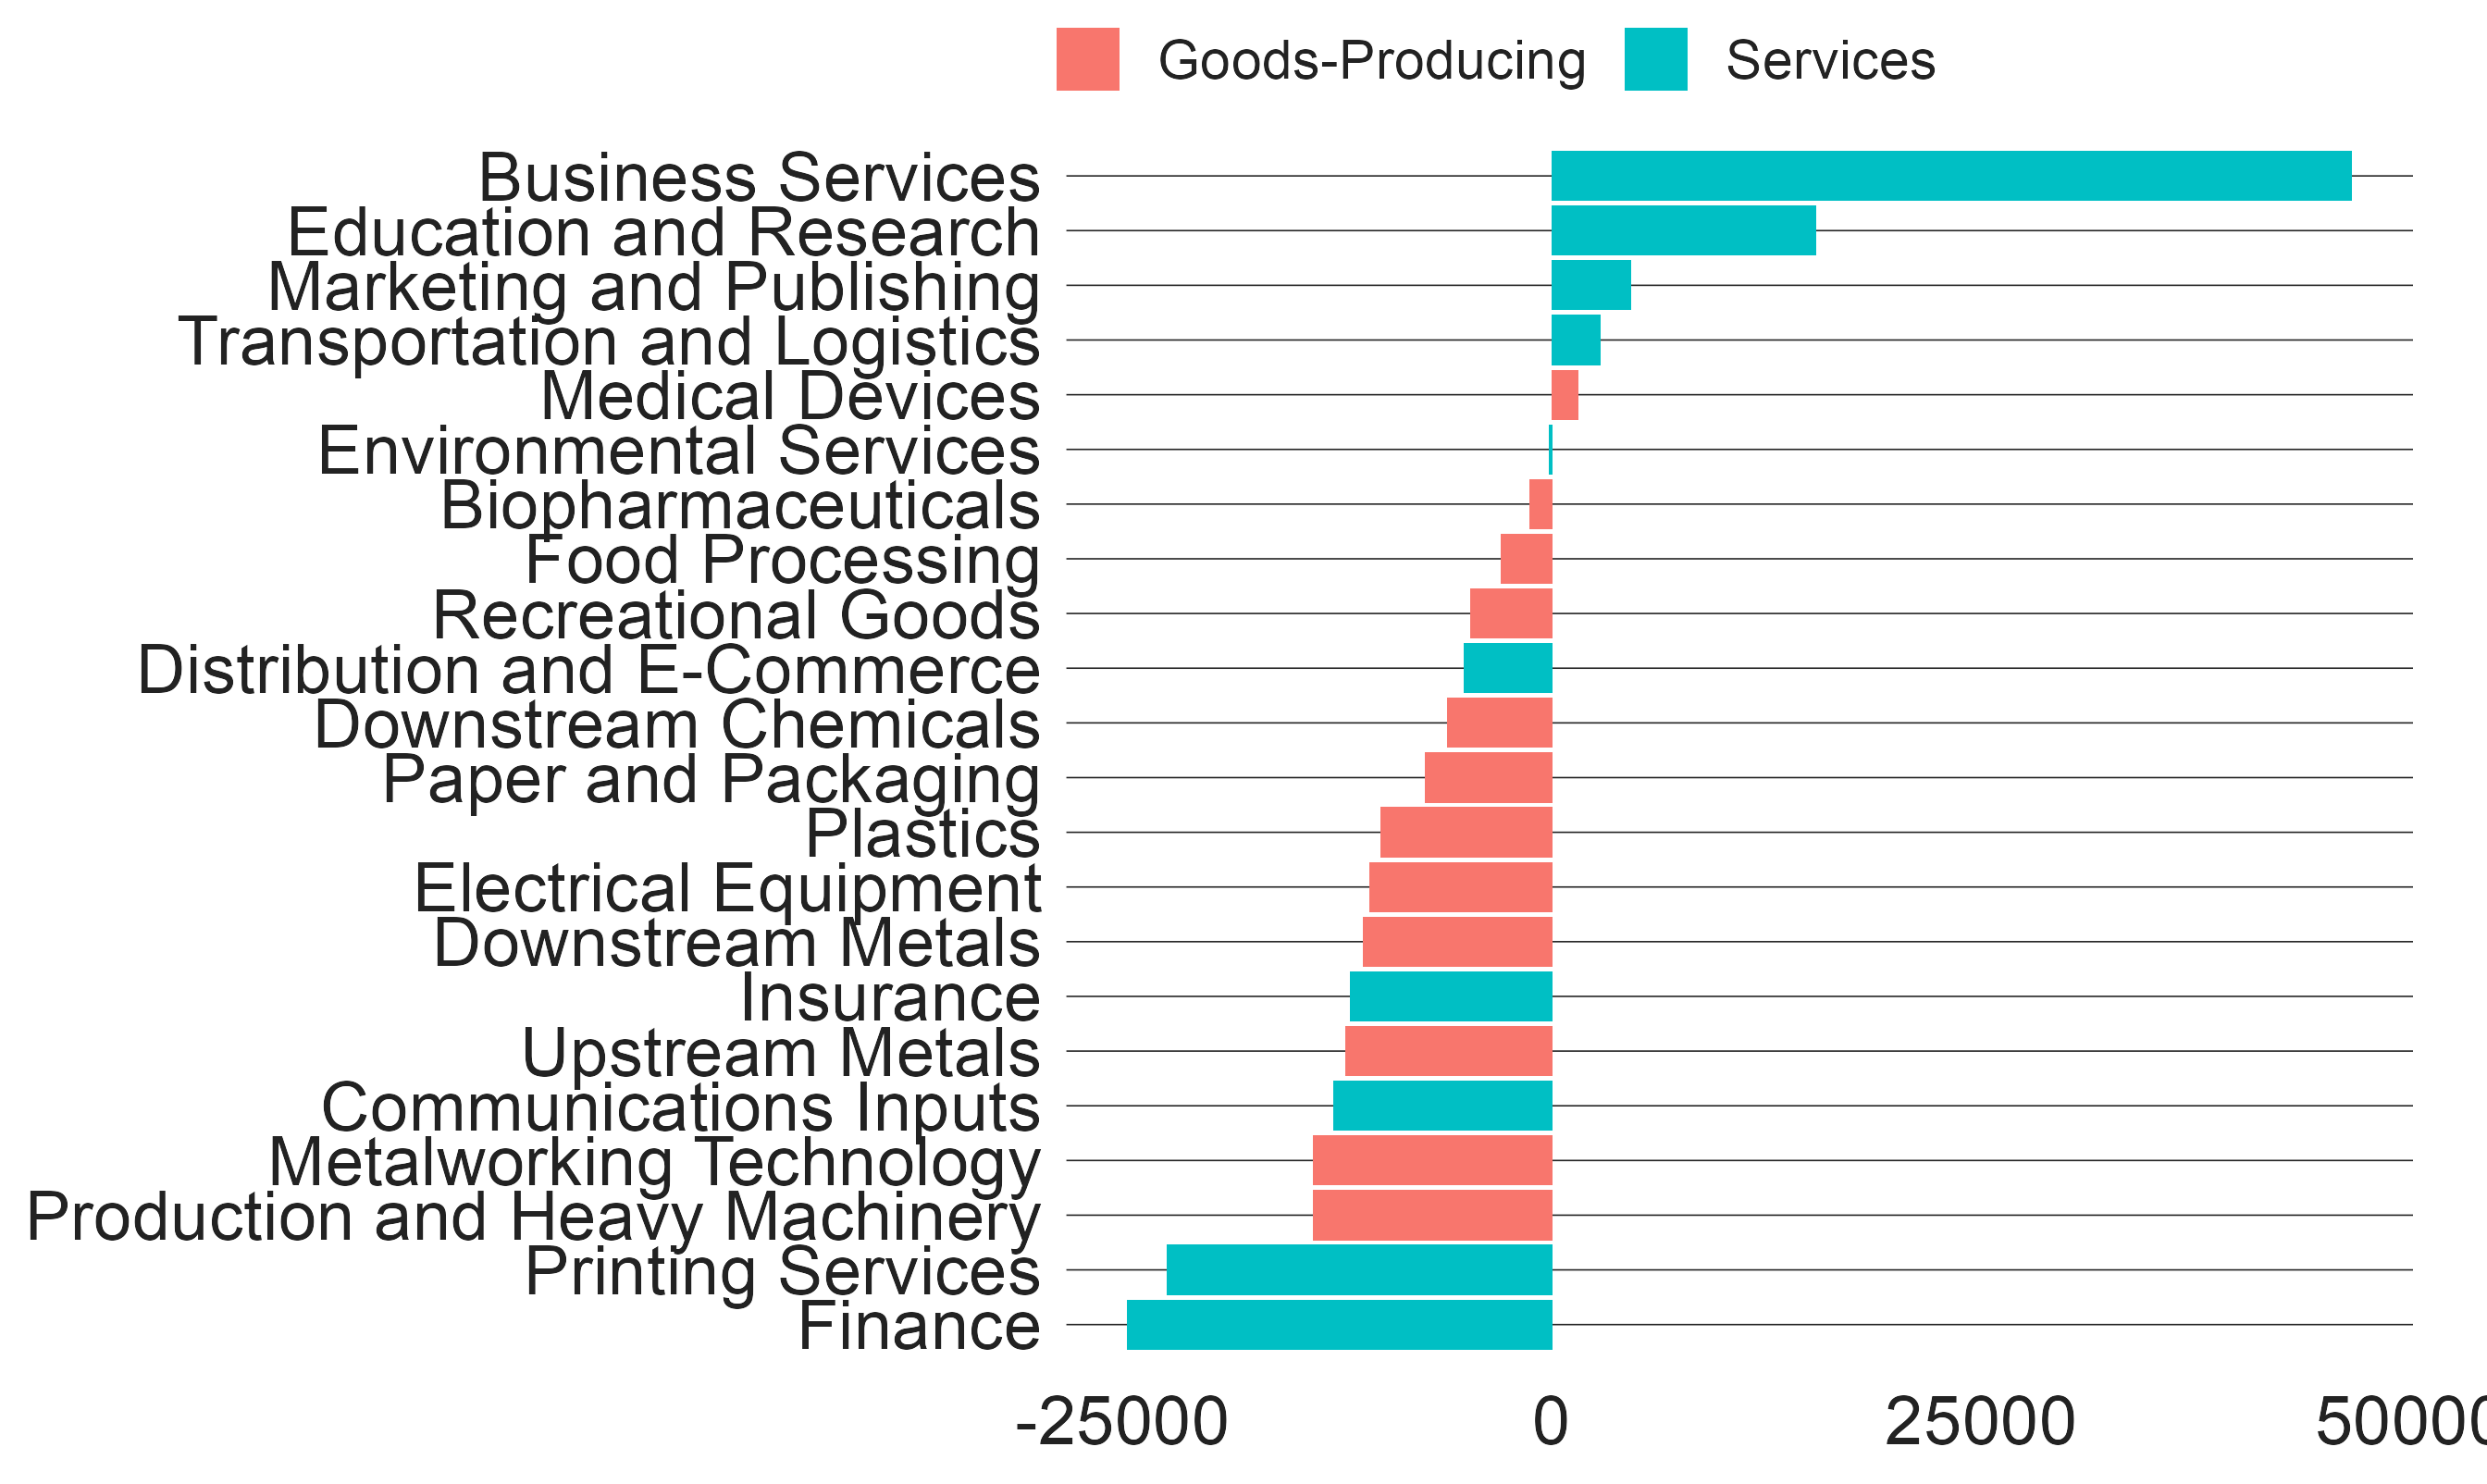 Goods-Producing Services
Business Services
Education and Research
Marketing and Publishing
Transportation and Logistics
Medical Devices
Environmental Services
Biopharmaceuticals
Food Processing
Recreational Goods
Distribution and E-Commerce
Downstream Chemicals
Paper and Packaging
Plastics
Electrical Equipment
Downstream Metals
Insurance
Upstream Metals
Communications Inputs
Metalworking Technology
Production and Heavy Machinery
Printing Services
Finance
-25000 0 25000 50000